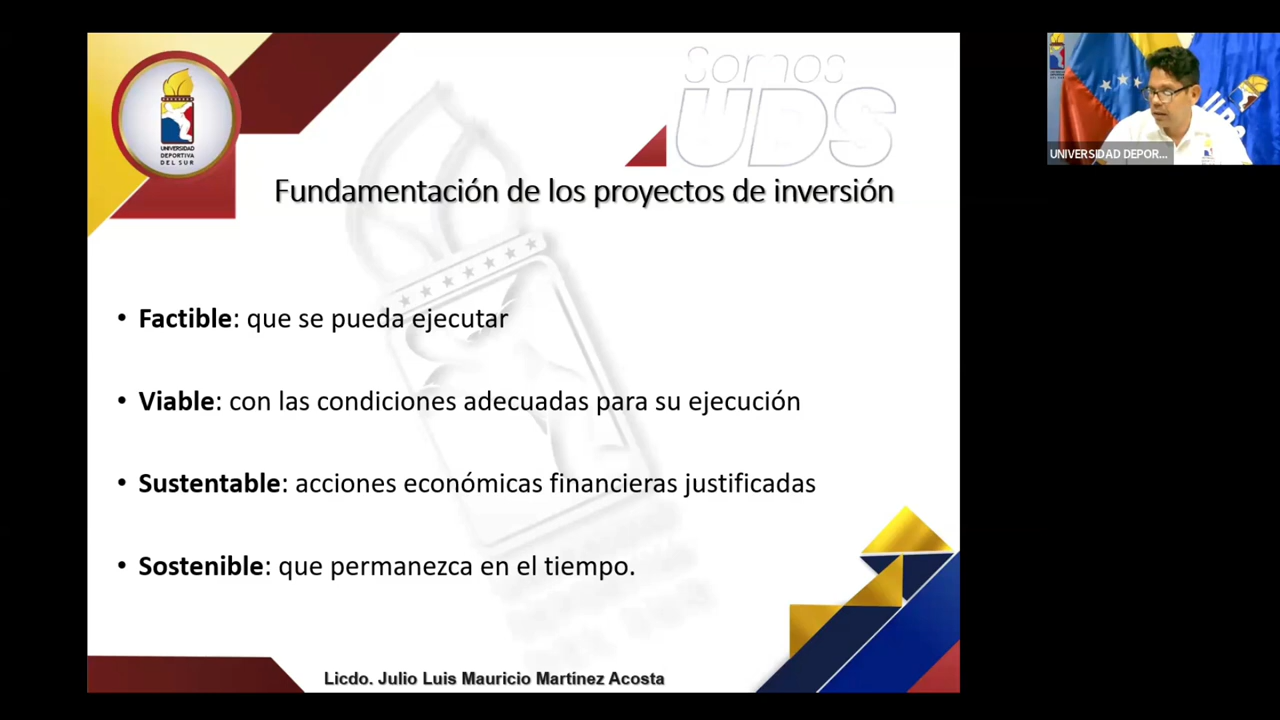 Somos
UDS
UNIVERSIDAD
DEPORTIVA
DEL SUR
UNIVERSIDAD DEPOR...
Fundamentación de los proyectos de inversión
• Factible: que se pueda ejecutar
• Viable: con las condiciones adecuadas para su ejecución
• Sustentable: acciones económicas financieras justificadas
• Sostenible: que permanezca en el tiempo.
Licdo. Julio Luis Mauricio Martínez Acosta